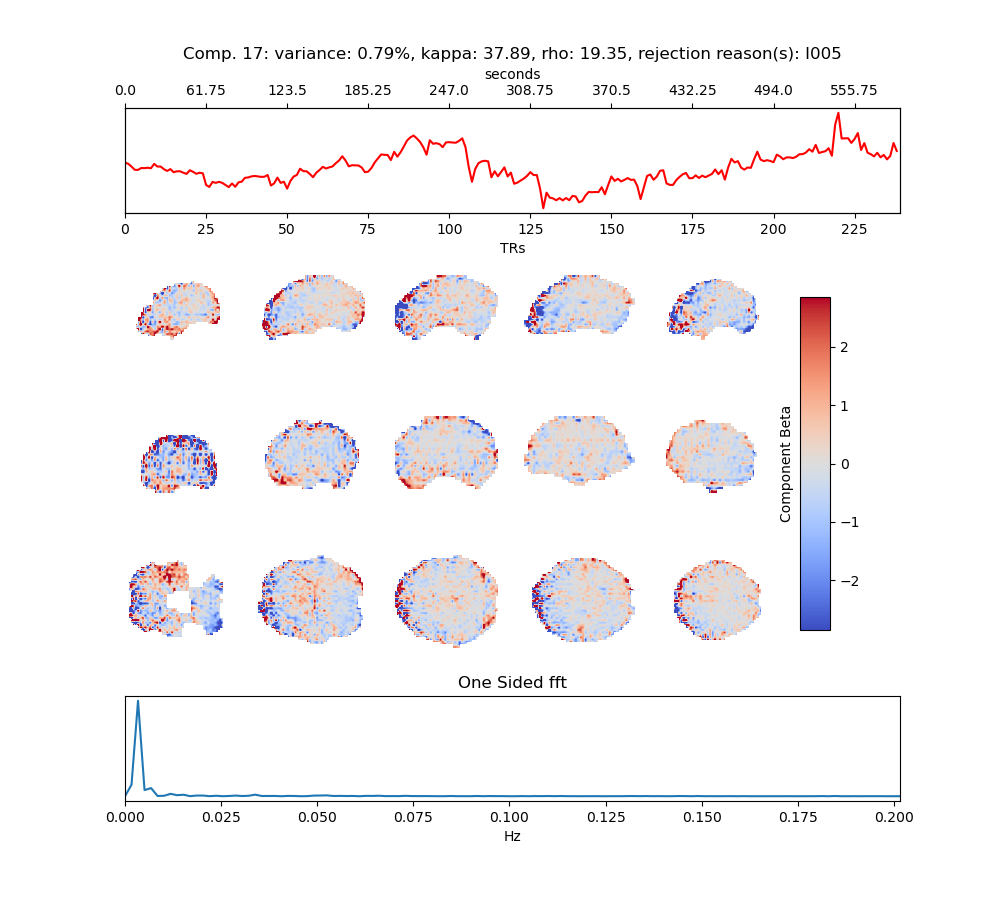 Comp. 17: variance: 0.79%, kappa: 37.89, rho: 19.35, rejection reason(s): I005
seconds
0.0 61.75 123.5 185.25 247.0 308.75 370.5 432.25 494.0 555.75
0 25 50 75 100 125 150 175 200 225
TRs
2
1
0
−1
−2
Component Beta
One Sided fft
0.000 0.025 0.050 0.075 0.100 0.125 0.150 0.175 0.200
Hz